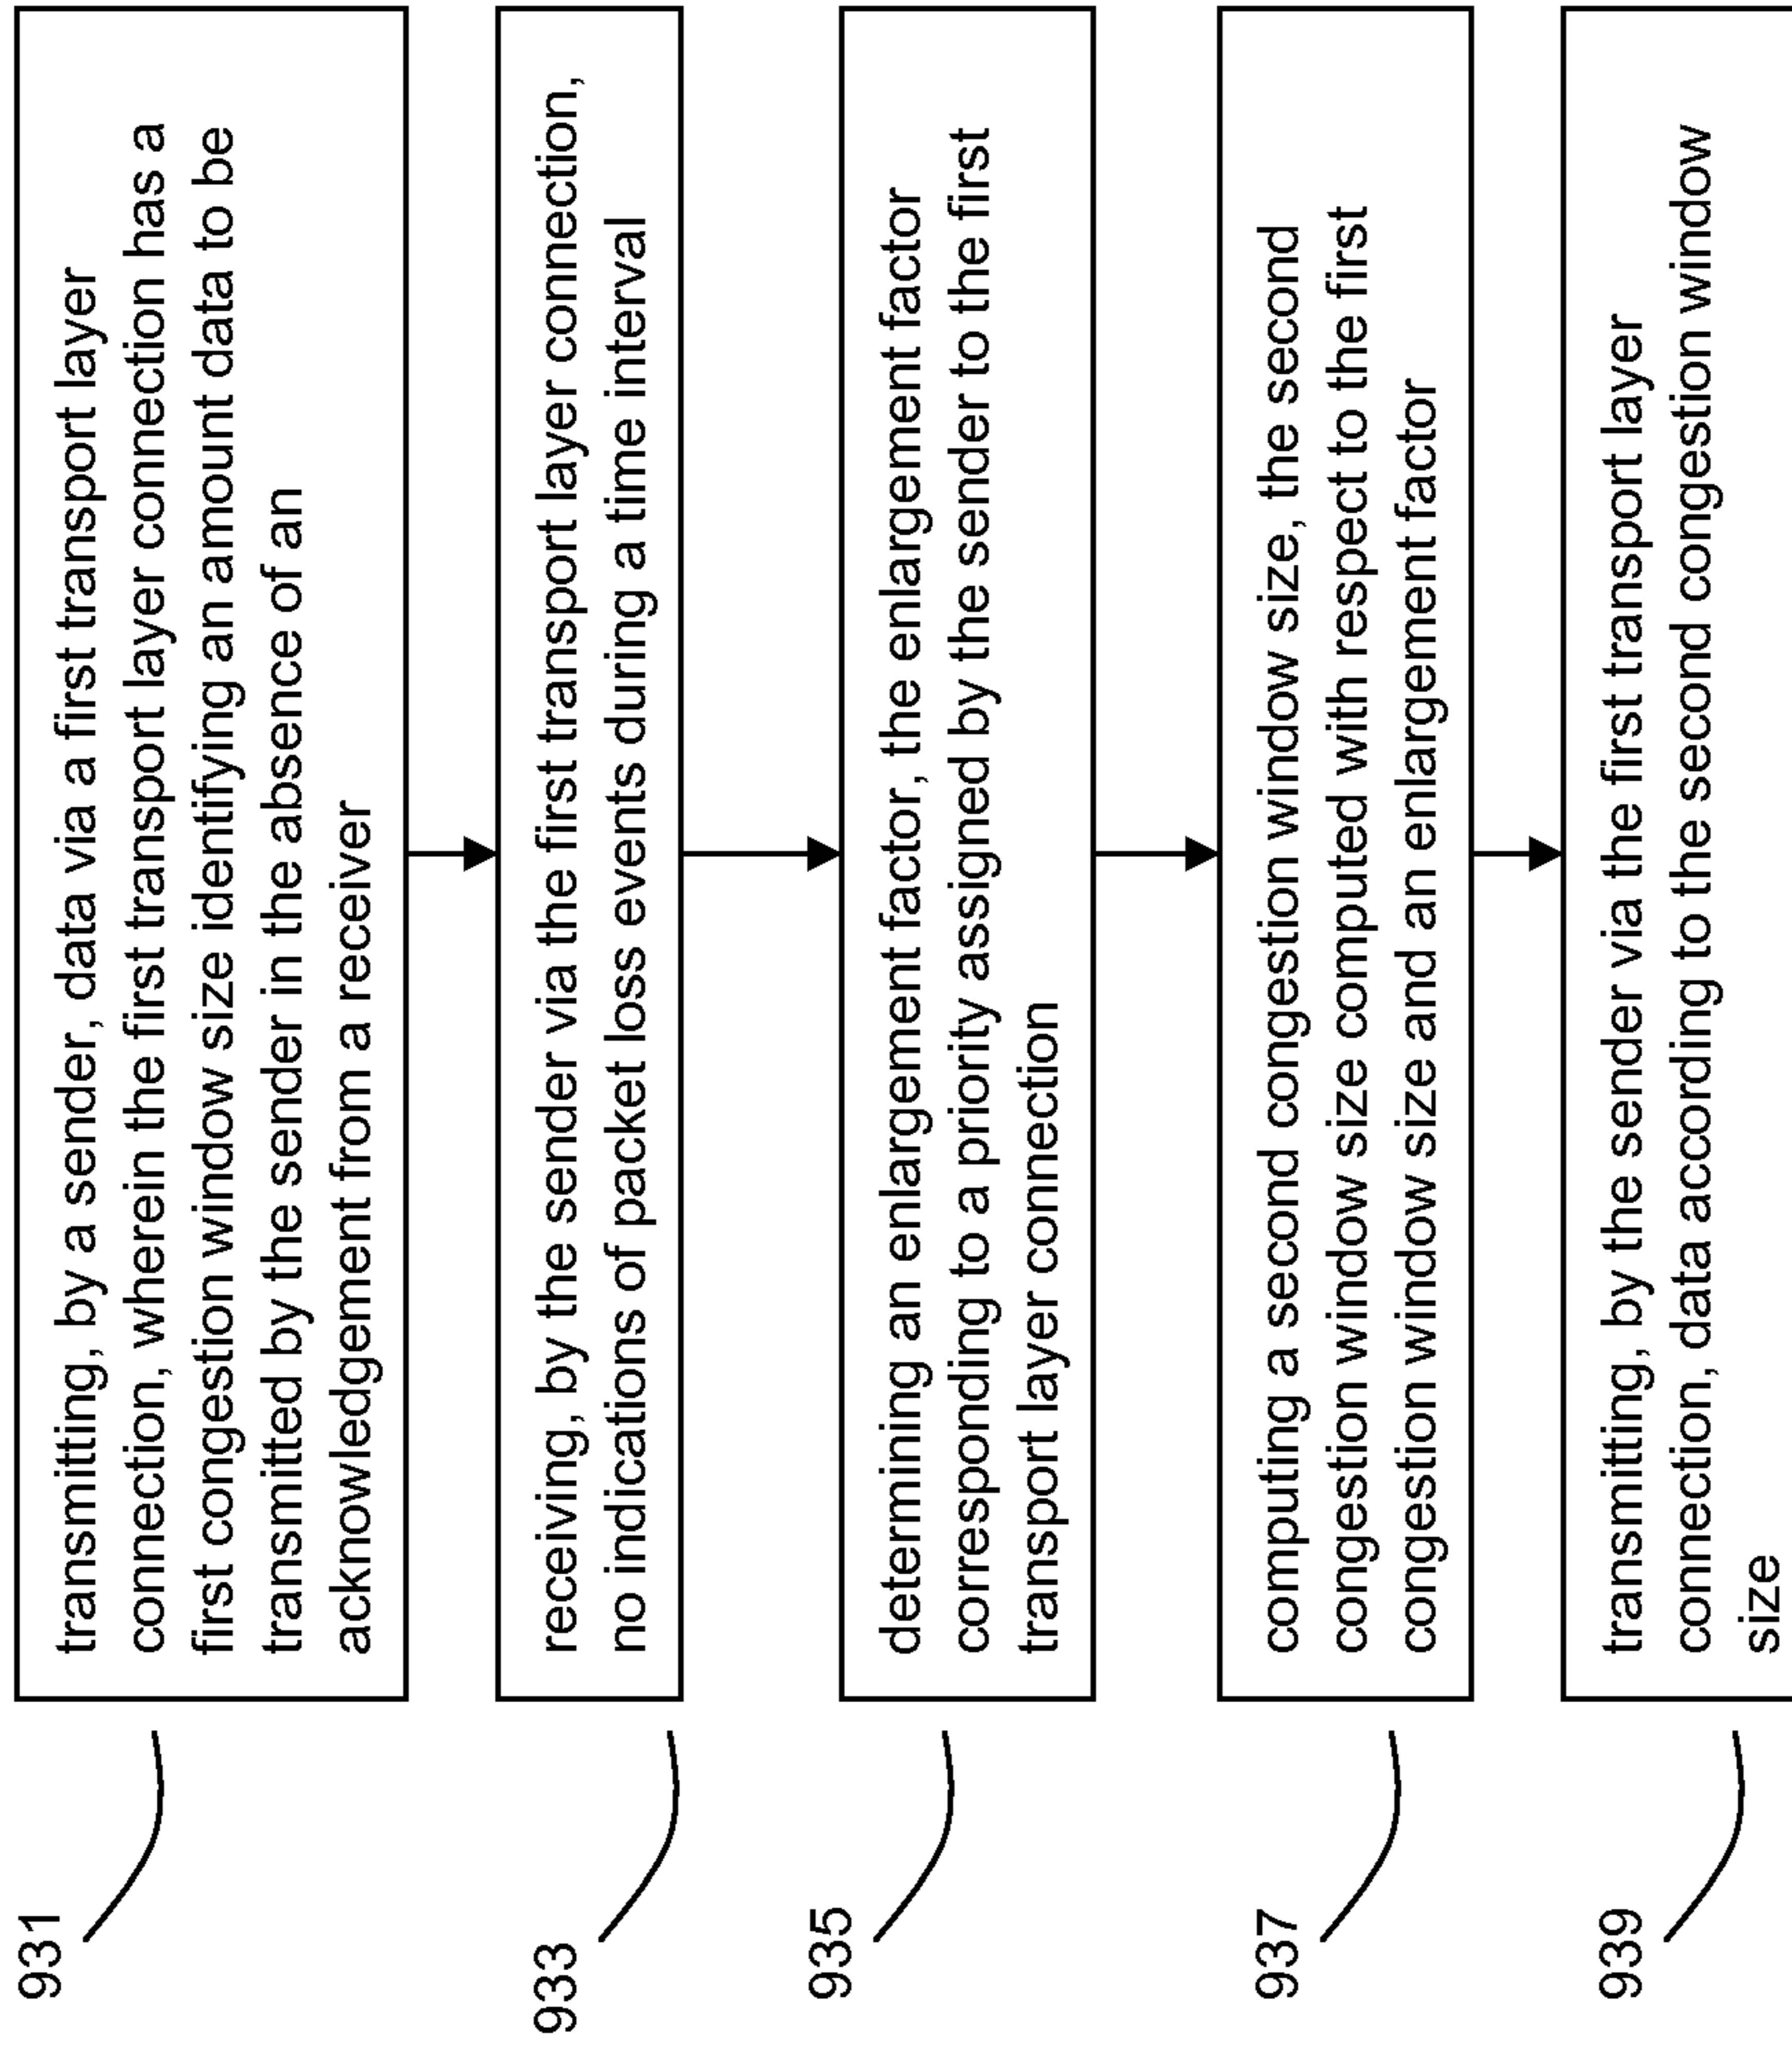 931
transmitting, by a sender, data via a first transport layer
connection, wherein the first transport layer connection has a
first congestion window size identifying an amount data to be
transmitted by the sender in the absence of an
acknowledgement from a receiver
933
receiving, by the sender via the first transport layer connection,
no indications of packet loss events during a time interval
935
determining an enlargement factor, the enlargement factor
corresponding to a priority assigned by the sender to the first
transport layer connection
937
computing a second congestion window size, the second
congestion window size computed with respect to the first
congestion window size and an enlargement factor
939
transmitting, by the sender via the first transport layer
connection, data according to the second congestion window
size